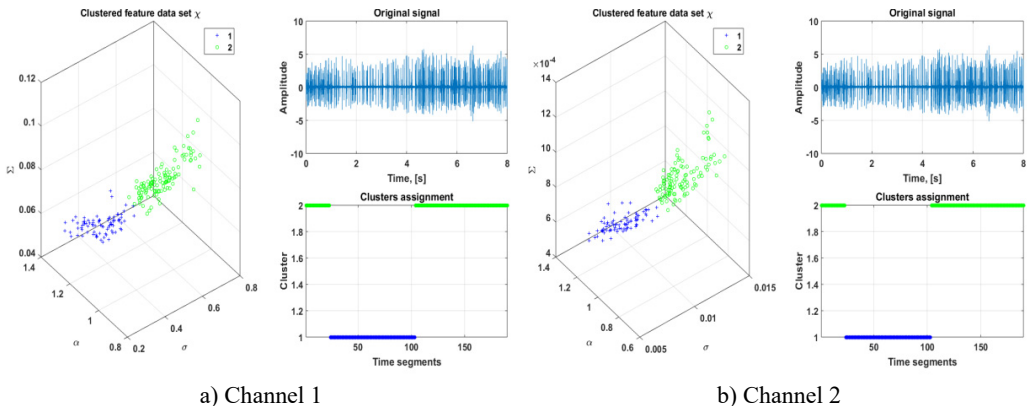 Clustered feature data set χ
+ 1
o 2
0.12
0.1
0.08
0.06
0.04
Σ
1.4
1.2
1
0.8
α
0.2
0.4
0.6
0.8
σ
Original signal
10
5
0
-5
-10
Amplitude
0 2 4 6 8
Time, [s]
Clusters assignment
2
1.8
1.6
1.4
1.2
1
Cluster
50 100 150
Time segments
a) Channel 1
Clustered feature data set χ
+ 1
o 2
×10⁻⁴
14
12
10
8
6
4
Σ
1.4
1.2
1
0.8
0.6
α
0.005
0.01
0.015
σ
Original signal
10
5
0
-5
-10
Amplitude
0 2 4 6 8
Time, [s]
Clusters assignment
2
1.8
1.6
1.4
1.2
1
Cluster
50 100 150
Time segments
b) Channel 2